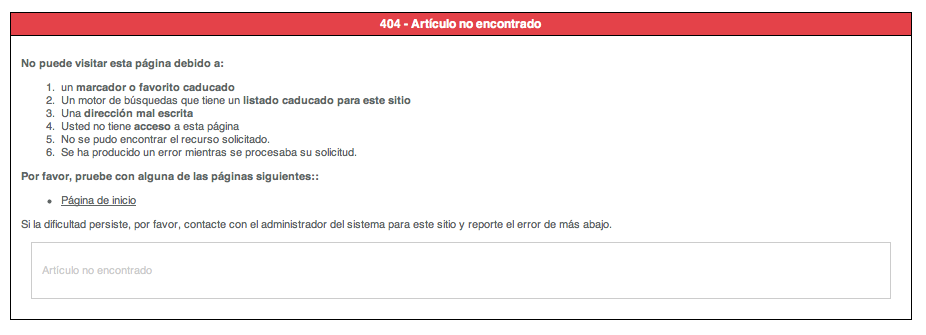 404 - Artículo no encontrado
No puede visitar esta página debido a:
1. un marcador o favorito caducado
2. Un motor de búsquedas que tiene un listado caducado para este sitio
3. Una dirección mal escrita
4. Usted no tiene acceso a esta página
5. No se pudo encontrar el recurso solicitado.
6. Se ha producido un error mientras se procesaba su solicitud.
Por favor, pruebe con alguna de las páginas siguientes::
• Página de inicio
Si la dificultad persiste, por favor, contacte con el administrador del sistema para este sitio y reporte el error de más abajo.
Artículo no encontrado